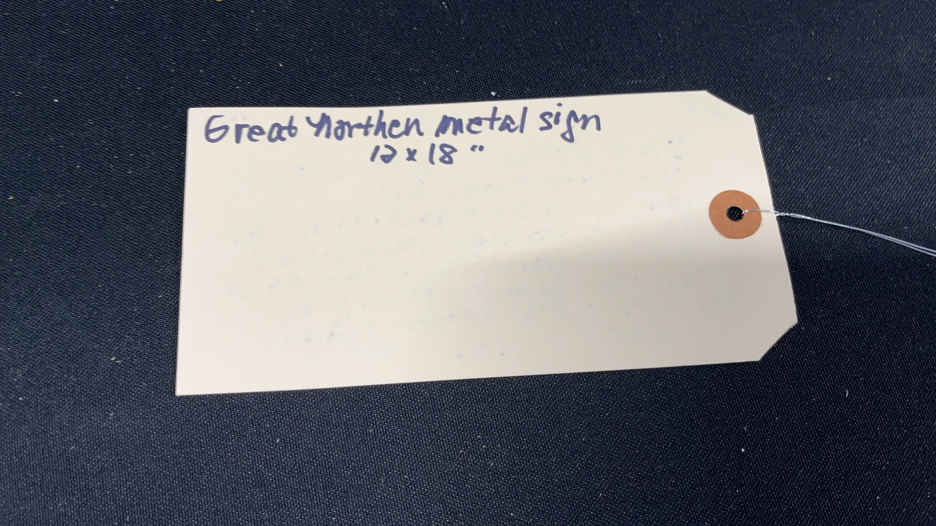 Great Northen metal sign
12 x 18 "